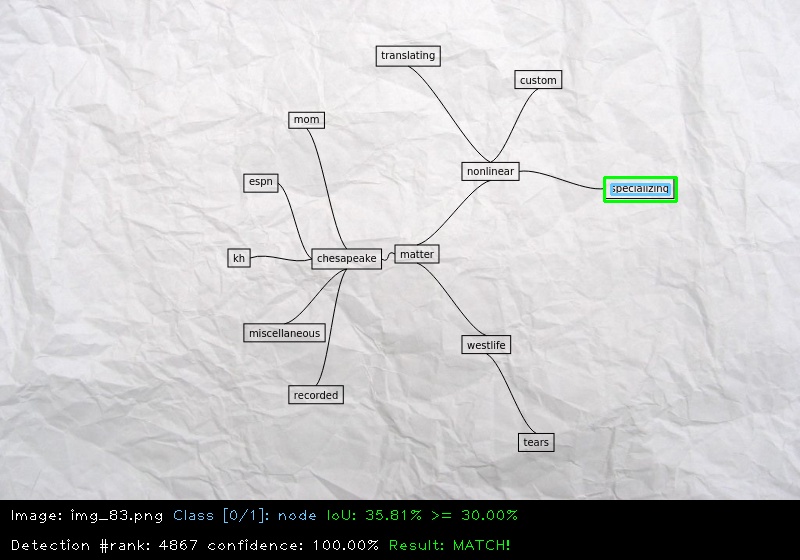 translating
custom
mom
nonlinear
espn
specializing
kh
chesapeake
matter
miscellaneous
westlife
recorded
tears
Image: img_83.png Class [0/1]: node IoU: 35.81% >= 30.00%
Detection #rank: 4867 confidence: 100.00% Result: MATCH!